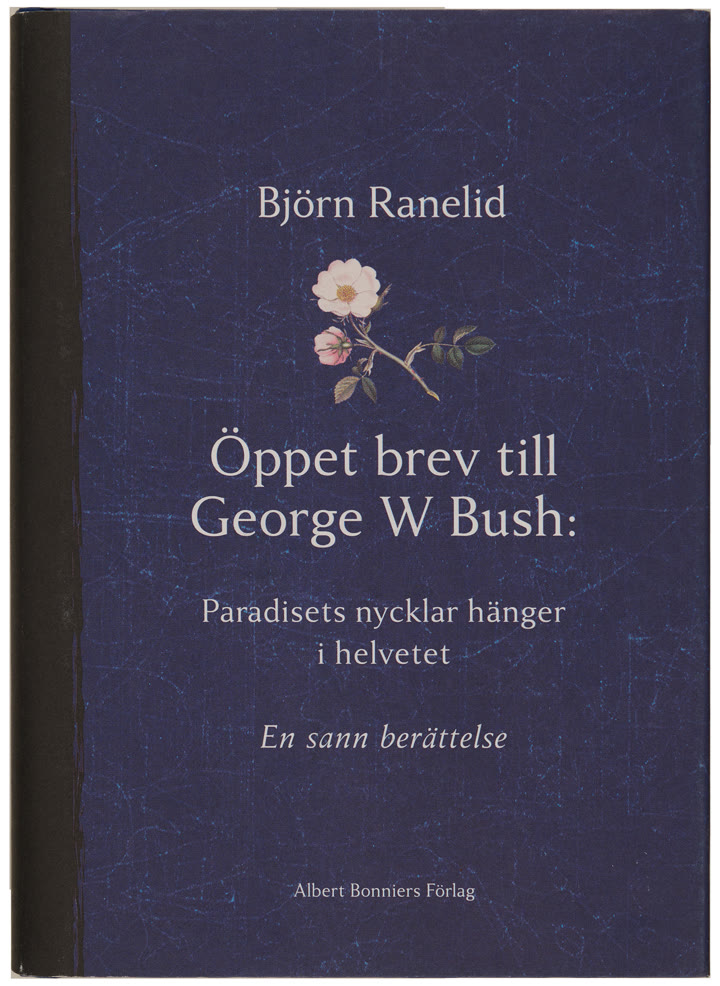 Björn Ranelid
Öppet brev till
George W Bush:
Paradisets nycklar hänger
i helvetet
En sann berättelse
Albert Bonniers Förlag